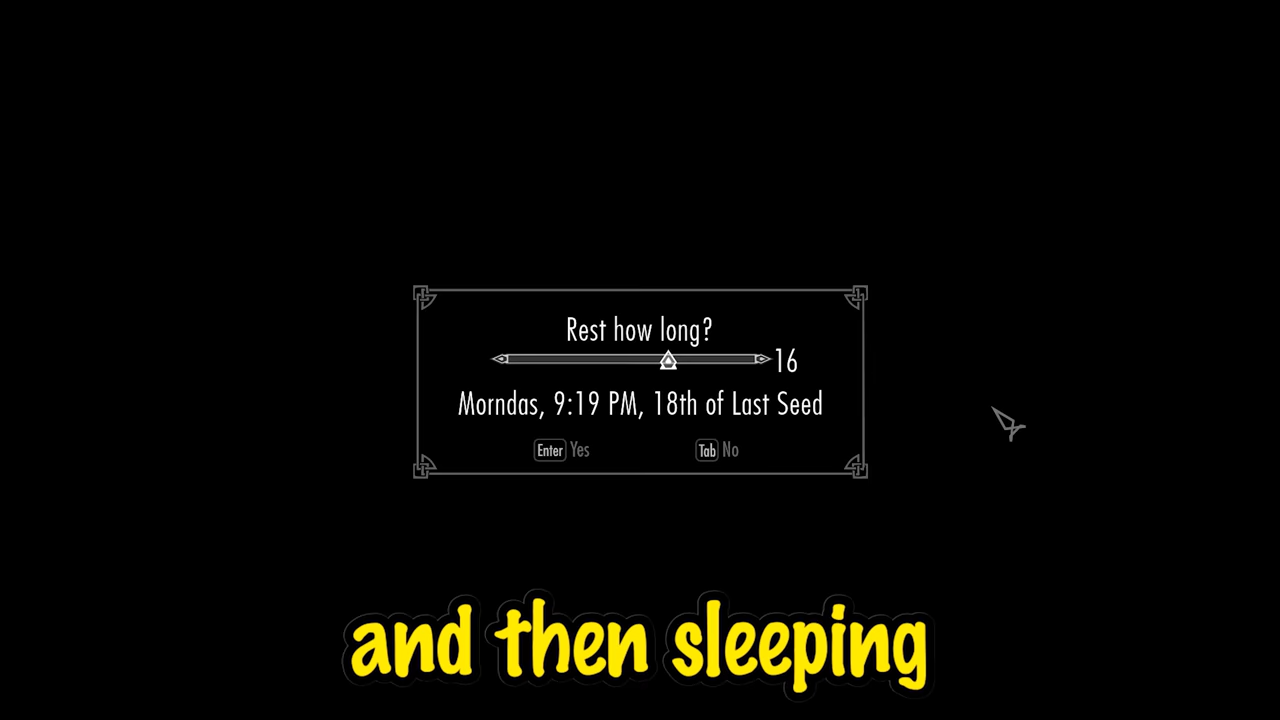 Rest how long?
16
Morndas, 9:19 PM, 18th of Last Seed
Enter Yes Tab No
and then sleeping